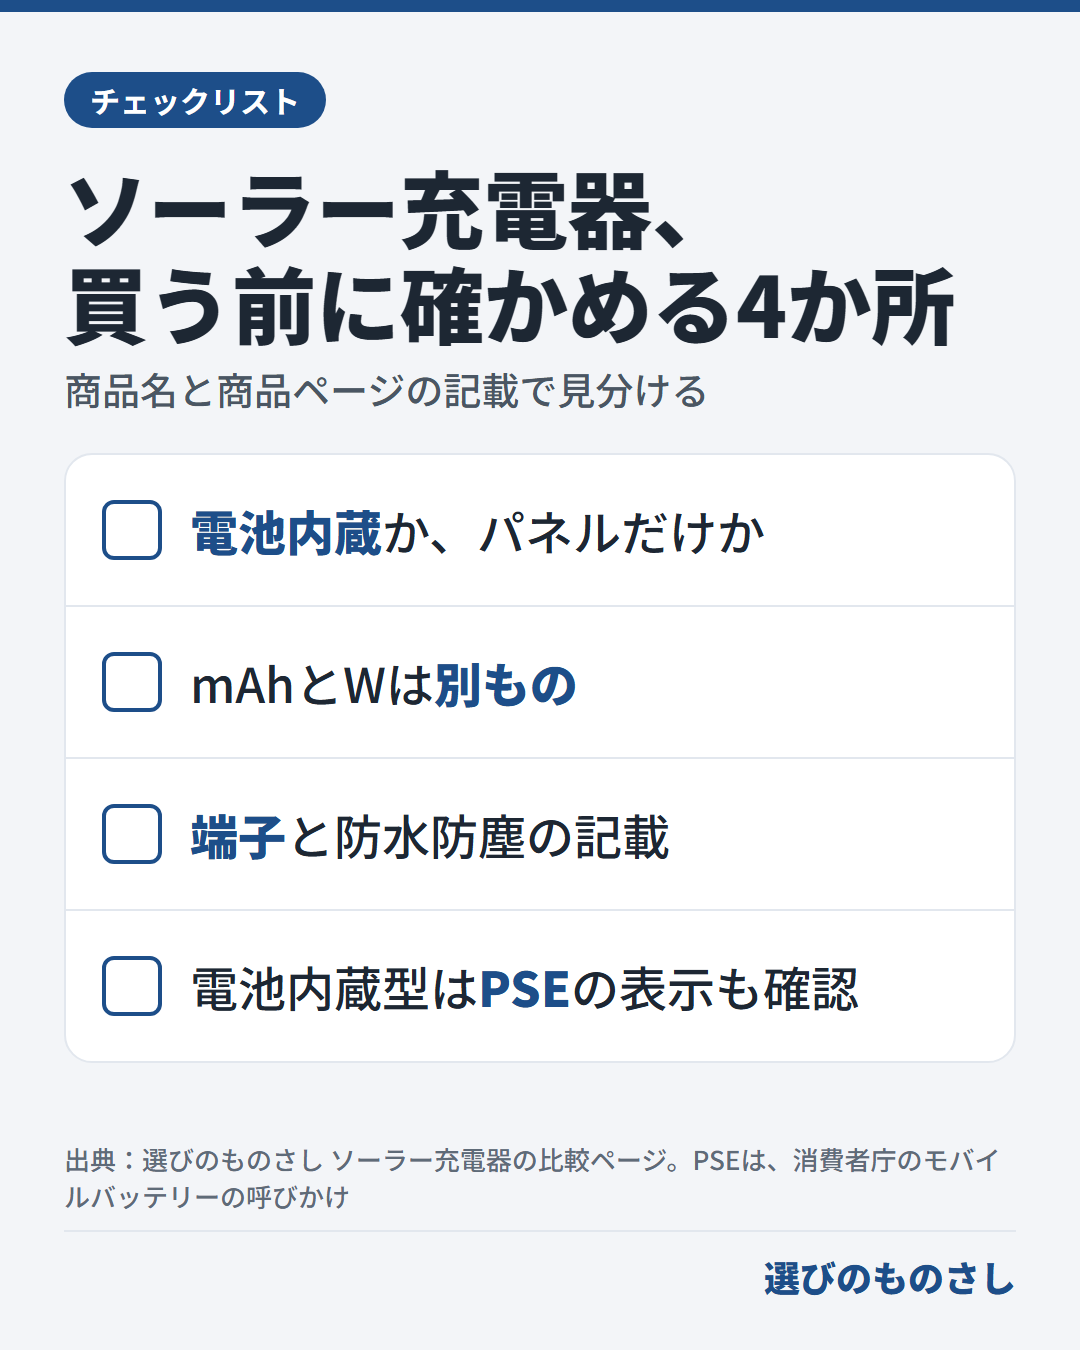 チェックリスト
ソーラー充電器、
買う前に確かめる4か所
商品名と商品ページの記載で見分ける
電池内蔵か、パネルだけか
mAhとWは別もの
端子と防水防塵の記載
電池内蔵型はPSEの表示も確認
出典：選びのものさし ソーラー充電器の比較ページ。PSEは、消費者庁のモバイ
ルバッテリーの呼びかけ
選びのものさし